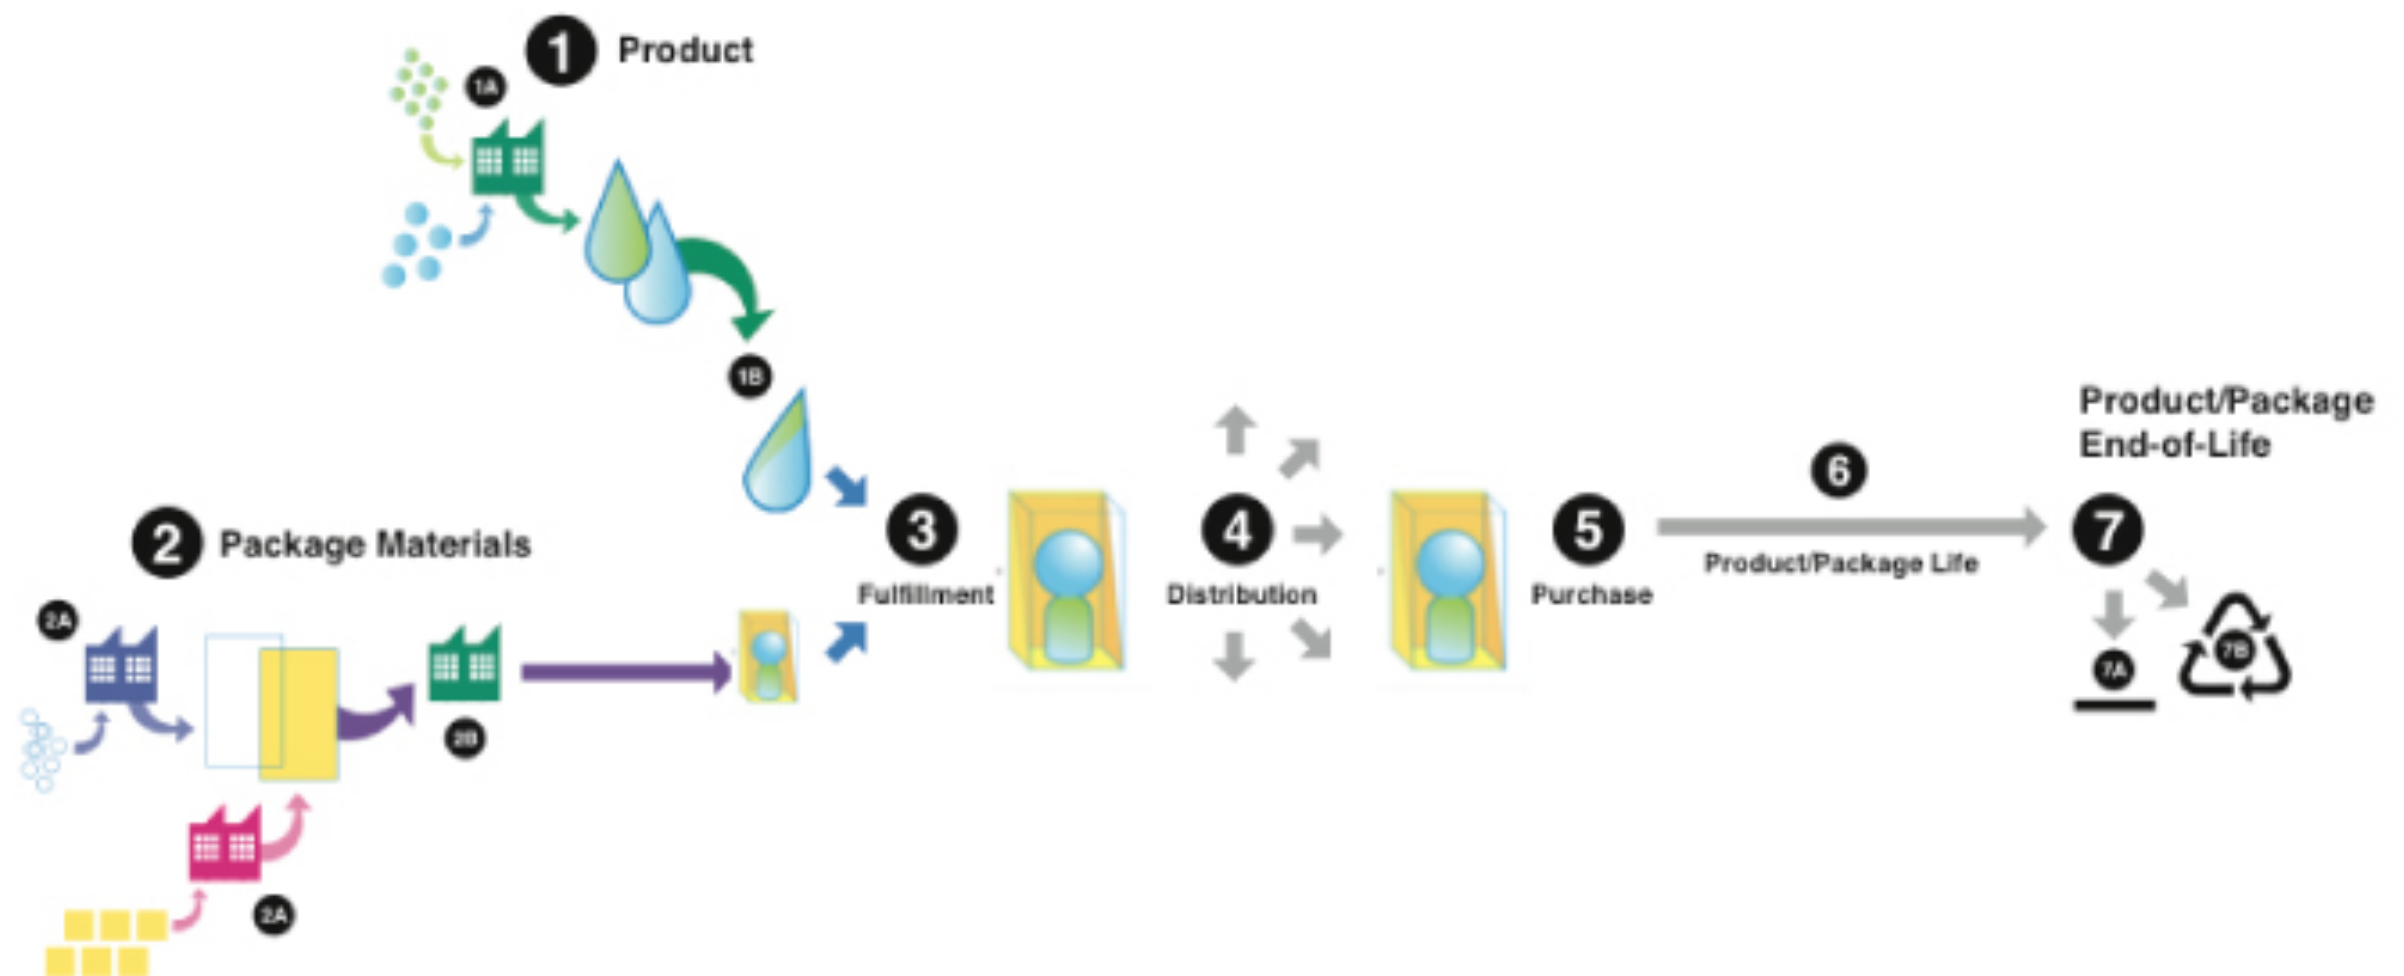 1 Product
1A
1B
2 Package Materials
2A
2B
2A
3
Fulfillment
4
Distribution
5
Purchase
6
Product/Package Life
Product/Package
End-of-Life
7
7A
7B